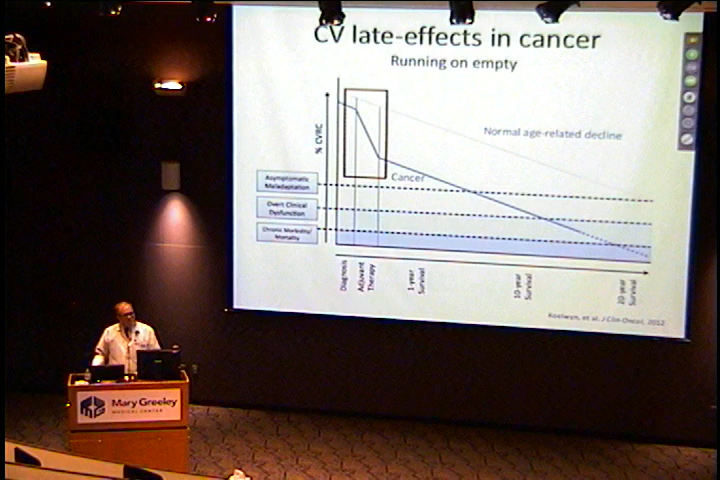 CV late-effects in cancer
Running on empty
% CVRC
Normal age-related decline
Cancer
Asymptomatic
Maladaptation
Overt Clinical
Dysfunction
Chronic Morbidity/
Mortality
Diagnosis
Adjuvant
Therapy
1-year
Survival
10-year
Survival
20-year
Survival
Koelwyn, et al. J Clin Oncol, 2012
Mary Greeley
MEDICAL CENTER